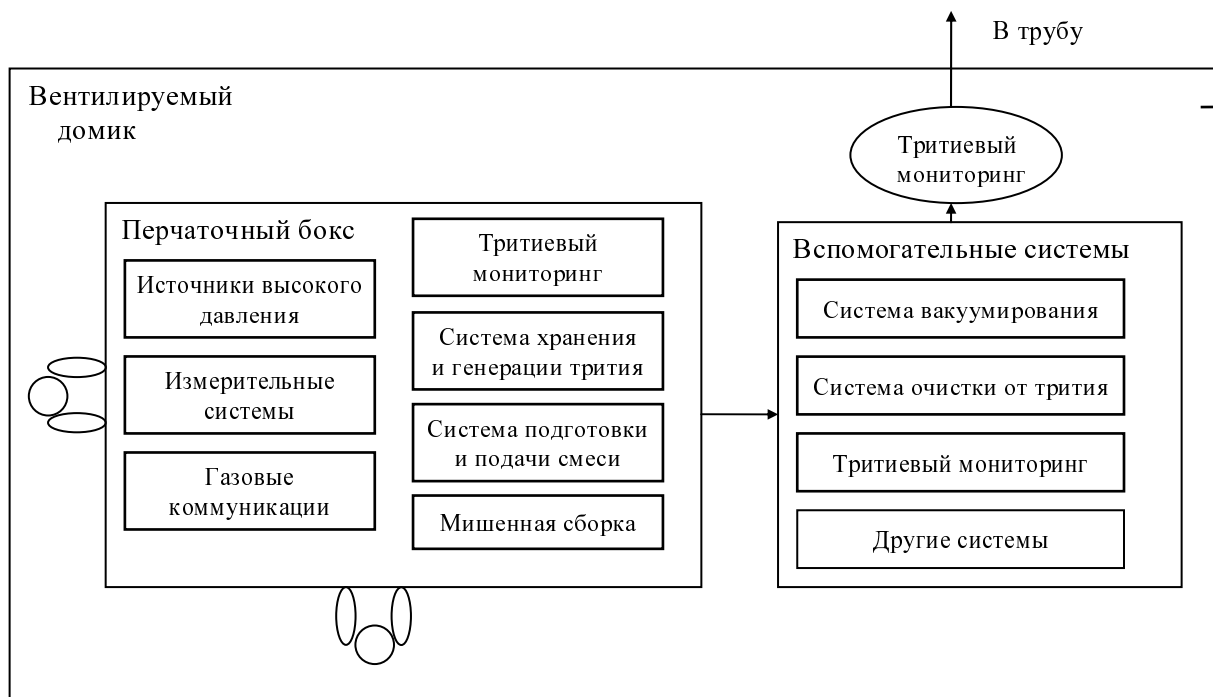 В трубу
Вентилируемый
домик
Тритиевый
мониторинг
Перчаточный бокс
Источники высокого
давления
Измерительные
системы
Газовые
коммуникации
Тритиевый
мониторинг
Система хранения
и генерации трития
Система подготовки
и подачи смеси
Мишенная сборка
Вспомогательные системы
Система вакуумирования
Система очистки от трития
Тритиевый мониторинг
Другие системы